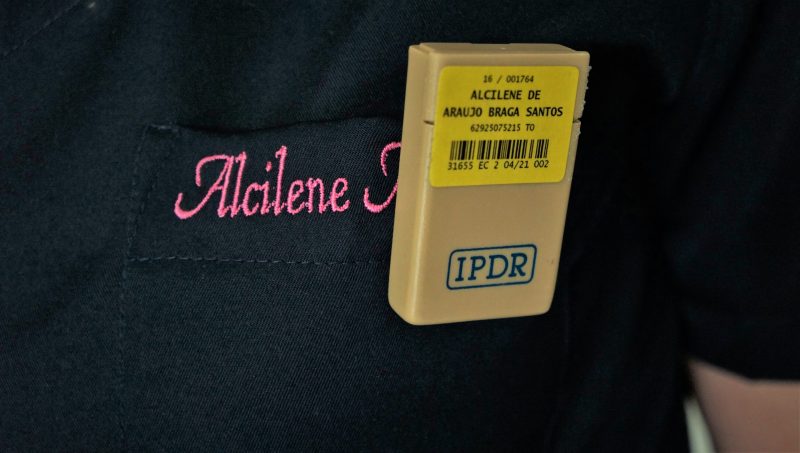 Alcilene
16 / 001764
ALCILENE DE
ARAUJO BRAGA SANTOS
62925075215 TO
31655 EC 2 04/21 002
IPDR